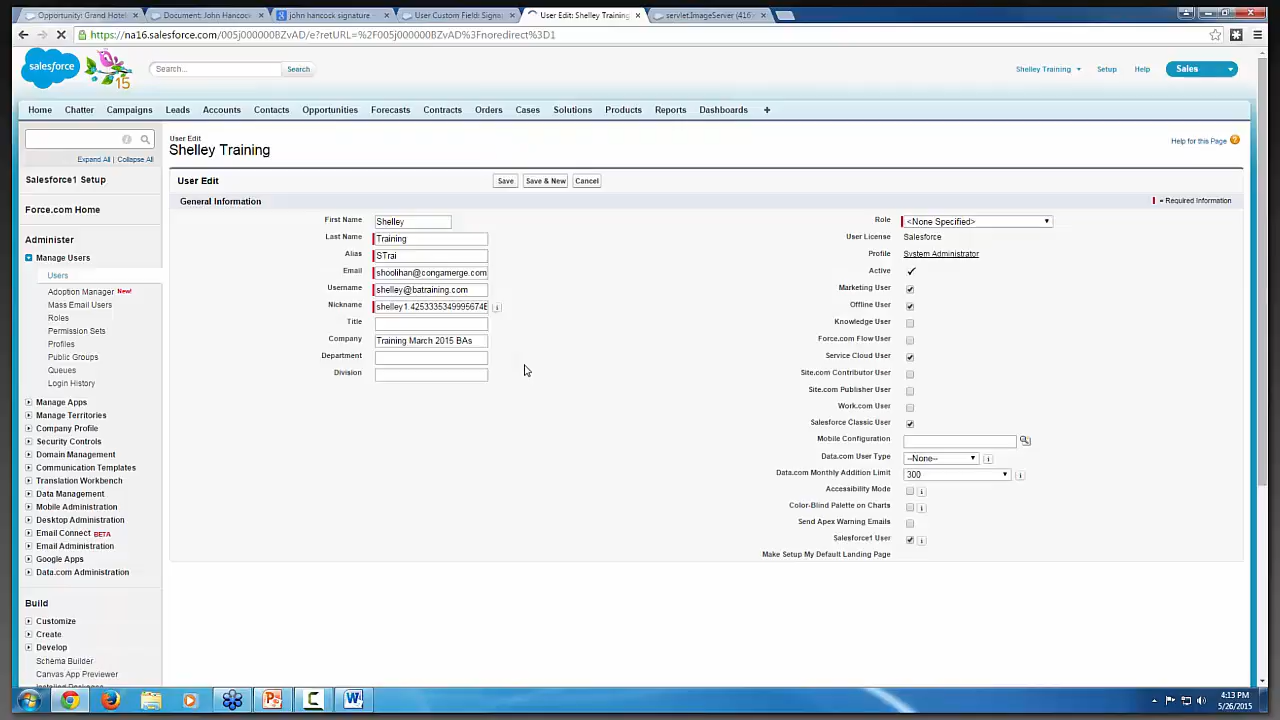 Opportunity: Grand Hotel
Document: John Hancock
john hancock signature
User Custom Field: Signa
User Edit: Shelley Training
servlet.ImageServer (416
https://na16.salesforce.com/005j000000BZvAD/e?retURL=%2F005j000000BZvAD%3Fnoredirect%3D1
salesforce
15
Search...
Search
Shelley Training
Setup
Help
Sales
Home Chatter Campaigns Leads Accounts Contacts Opportunities Forecasts Contracts Orders Cases Solutions Products Reports Dashboards +
Expand All | Collapse All
Salesforce1 Setup
Force.com Home
Administer
Manage Users
Users
Adoption Manager New!
Mass Email Users
Roles
Permission Sets
Profiles
Public Groups
Queues
Login History
Manage Apps
Manage Territories
Company Profile
Security Controls
Domain Management
Communication Templates
Translation Workbench
Data Management
Mobile Administration
Desktop Administration
Email Connect BETA
Email Administration
Google Apps
Data.com Administration
Build
Customize
Create
Develop
Schema Builder
Canvas App Previewer
Installed Packages
User Edit
Shelley Training
Help for this Page
User Edit
Save
Save & New
Cancel
General Information
= Required Information
First Name Shelley
Last Name Training
Alias STrai
Email shoolihan@congamerge.com
Username shelley@batraining.com
Nickname shelley1.4253335349995674E
Title
Company Training March 2015 BAs
Department
Division
Role <None Specified>
User License Salesforce
Profile System Administrator
Active
Marketing User
Offline User
Knowledge User
Force.com Flow User
Service Cloud User
Site.com Contributor User
Site.com Publisher User
Work.com User
Salesforce Classic User
Mobile Configuration
Data.com User Type --None--
Data.com Monthly Addition Limit 300
Accessibility Mode
Color-Blind Palette on Charts
Send Apex Warning Emails
Salesforce1 User
Make Setup My Default Landing Page
4:13 PM
5/26/2015